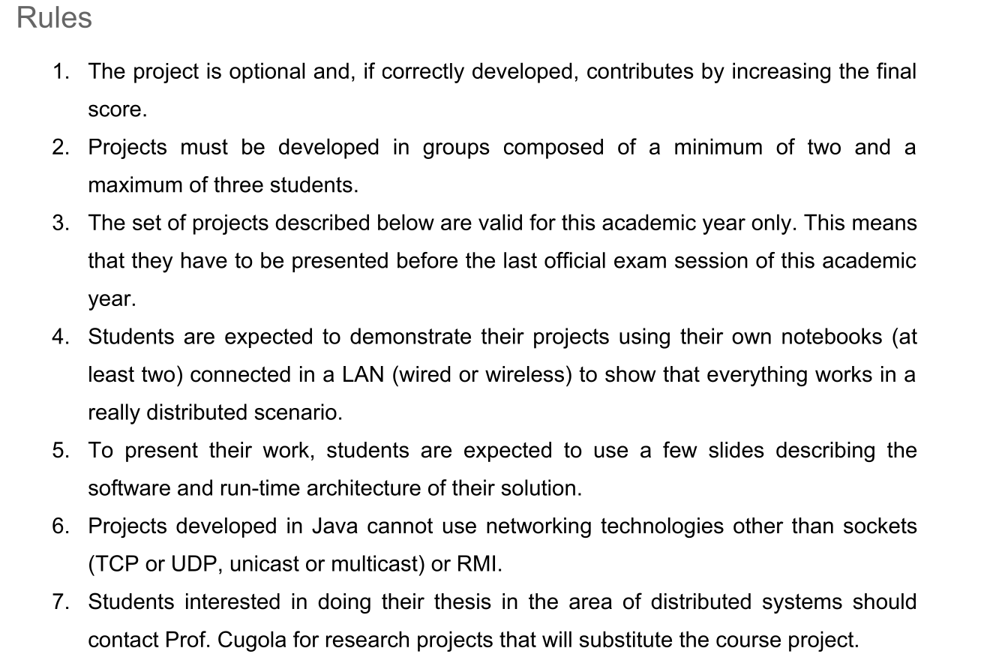 Rules
1. The project is optional and, if correctly developed, contributes by increasing the final
score.
2. Projects must be developed in groups composed of a minimum of two and a
maximum of three students.
3. The set of projects described below are valid for this academic year only. This means
that they have to be presented before the last official exam session of this academic
year.
4. Students are expected to demonstrate their projects using their own notebooks (at
least two) connected in a LAN (wired or wireless) to show that everything works in a
really distributed scenario.
5. To present their work, students are expected to use a few slides describing the
software and run-time architecture of their solution.
6. Projects developed in Java cannot use networking technologies other than sockets
(TCP or UDP, unicast or multicast) or RMI.
7. Students interested in doing their thesis in the area of distributed systems should
contact Prof. Cugola for research projects that will substitute the course project.